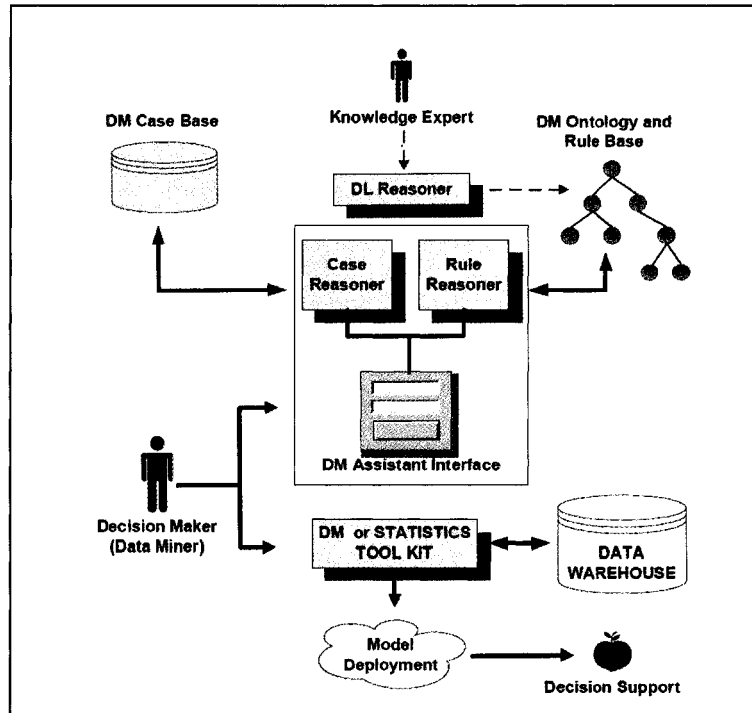 Knowledge Expert
DM Case Base
DM Ontology and
Rule Base
DL Reasoner
Case
Reasoner
Rule
Reasoner
DM Assistant Interface
Decision Maker
(Data Miner)
DM or STATISTICS
TOOL KIT
DATA
WAREHOUSE
Model
Deployment
Decision Support